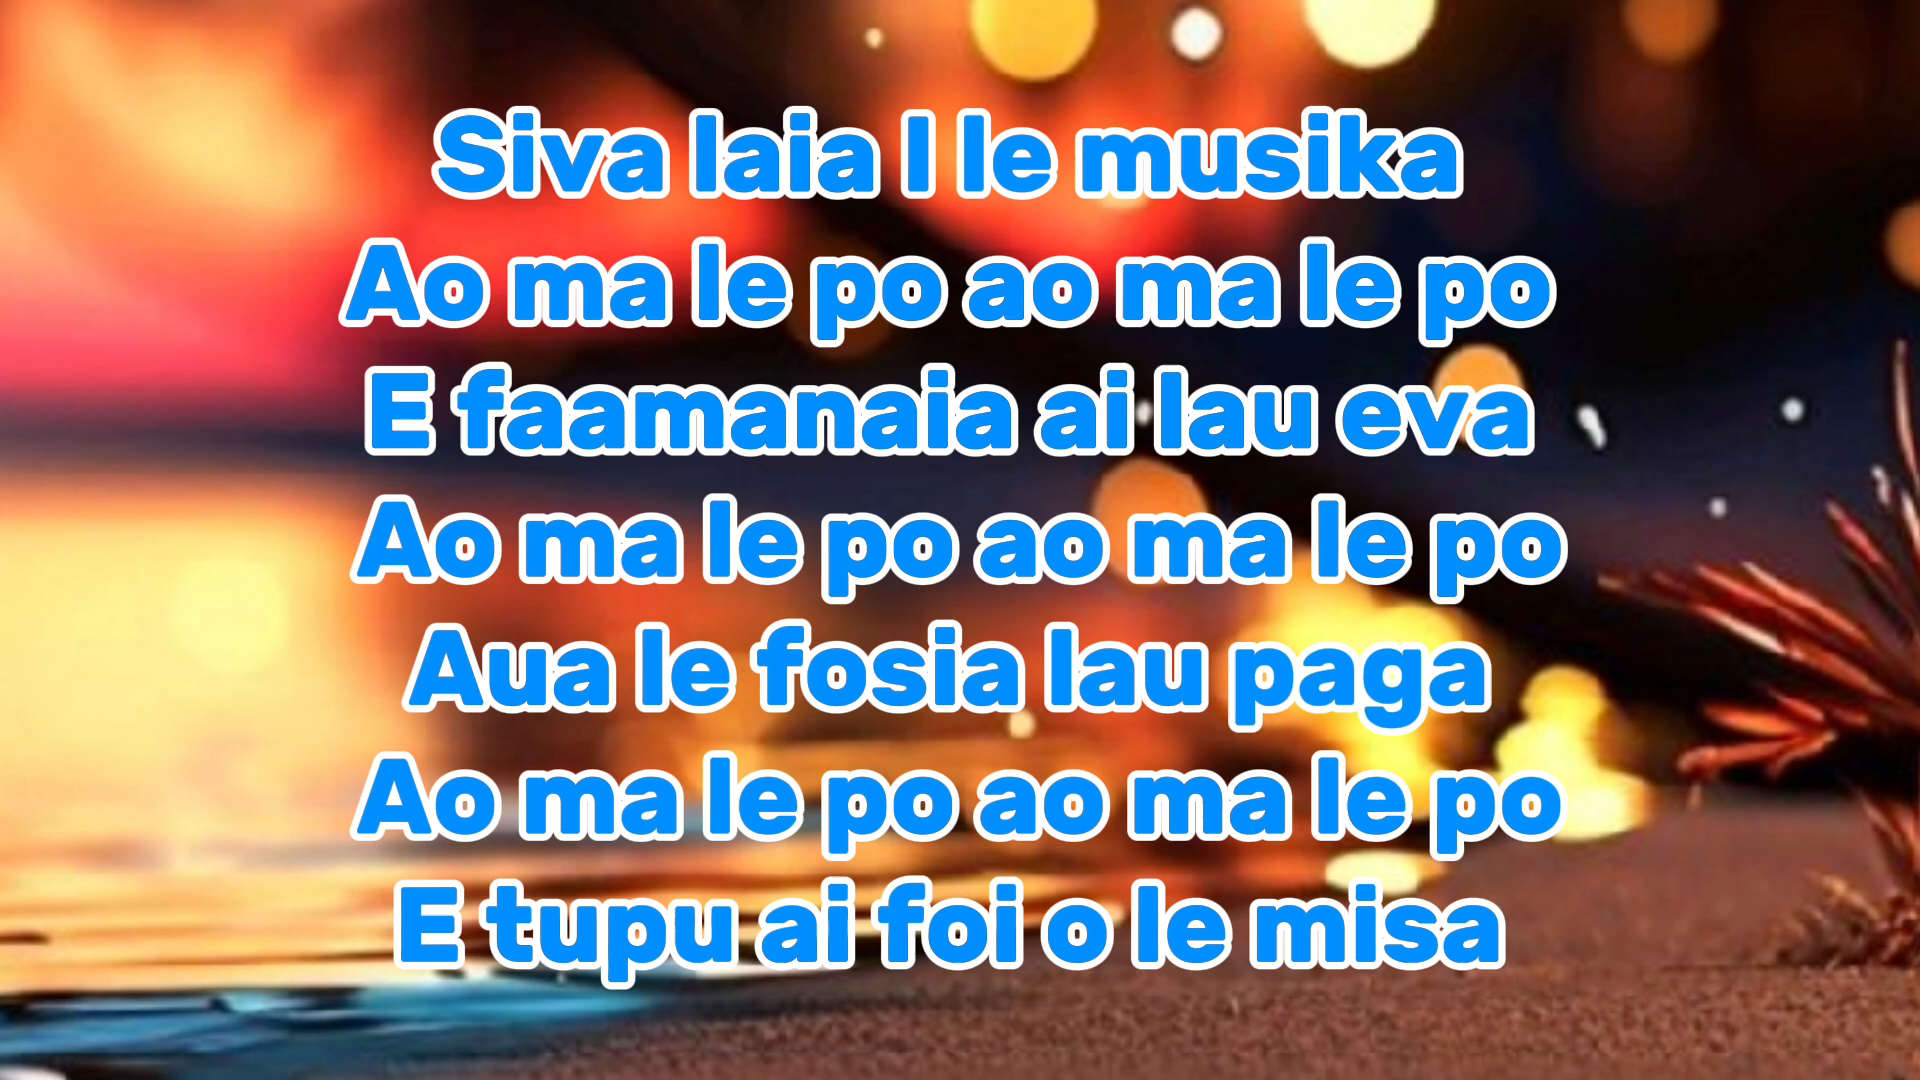 Siva laia I le musika
Ao ma le po ao ma le po
E faamanaia ai lau eva
Ao ma le po ao ma le po
Aua le fosia lau paga
Ao ma le po ao ma le po
E tupu ai foi o le misa